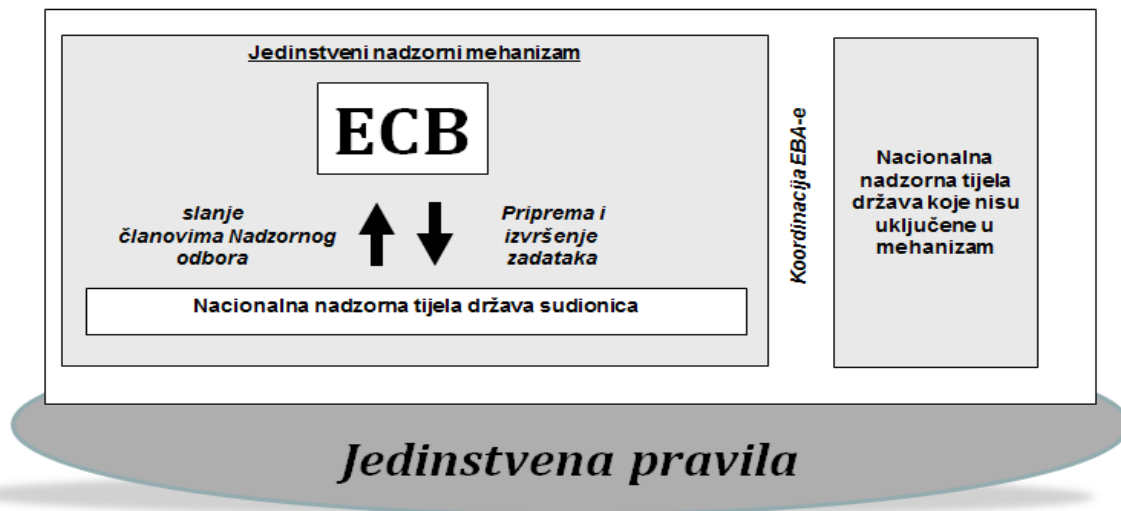 Jedinstveni nadzorni mehanizam
ECB
slanje
članovima Nadzornog
odbora
Priprema i
izvršenje
zadataka
Nacionalna nadzorna tijela država sudionica
Koordinacija EBA-e
Nacionalna
nadzorna tijela
država koje nisu
uključene u
mehanizam
Jedinstvena pravila